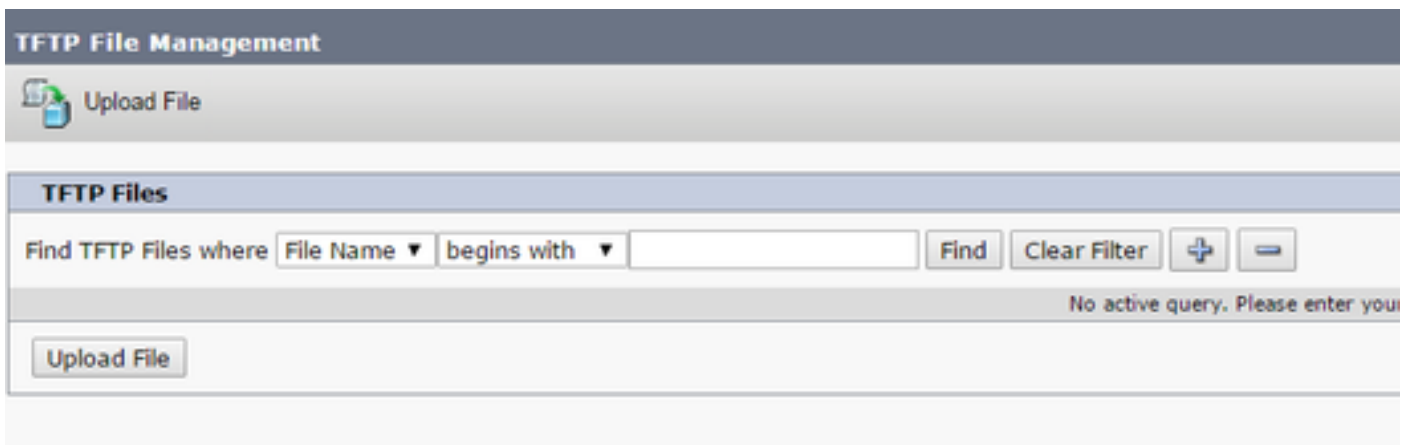 TFTP File Management
Upload File
TFTP Files
Find TFTP Files where File Name begins with Find Clear Filter
No active query. Please enter your
Upload File